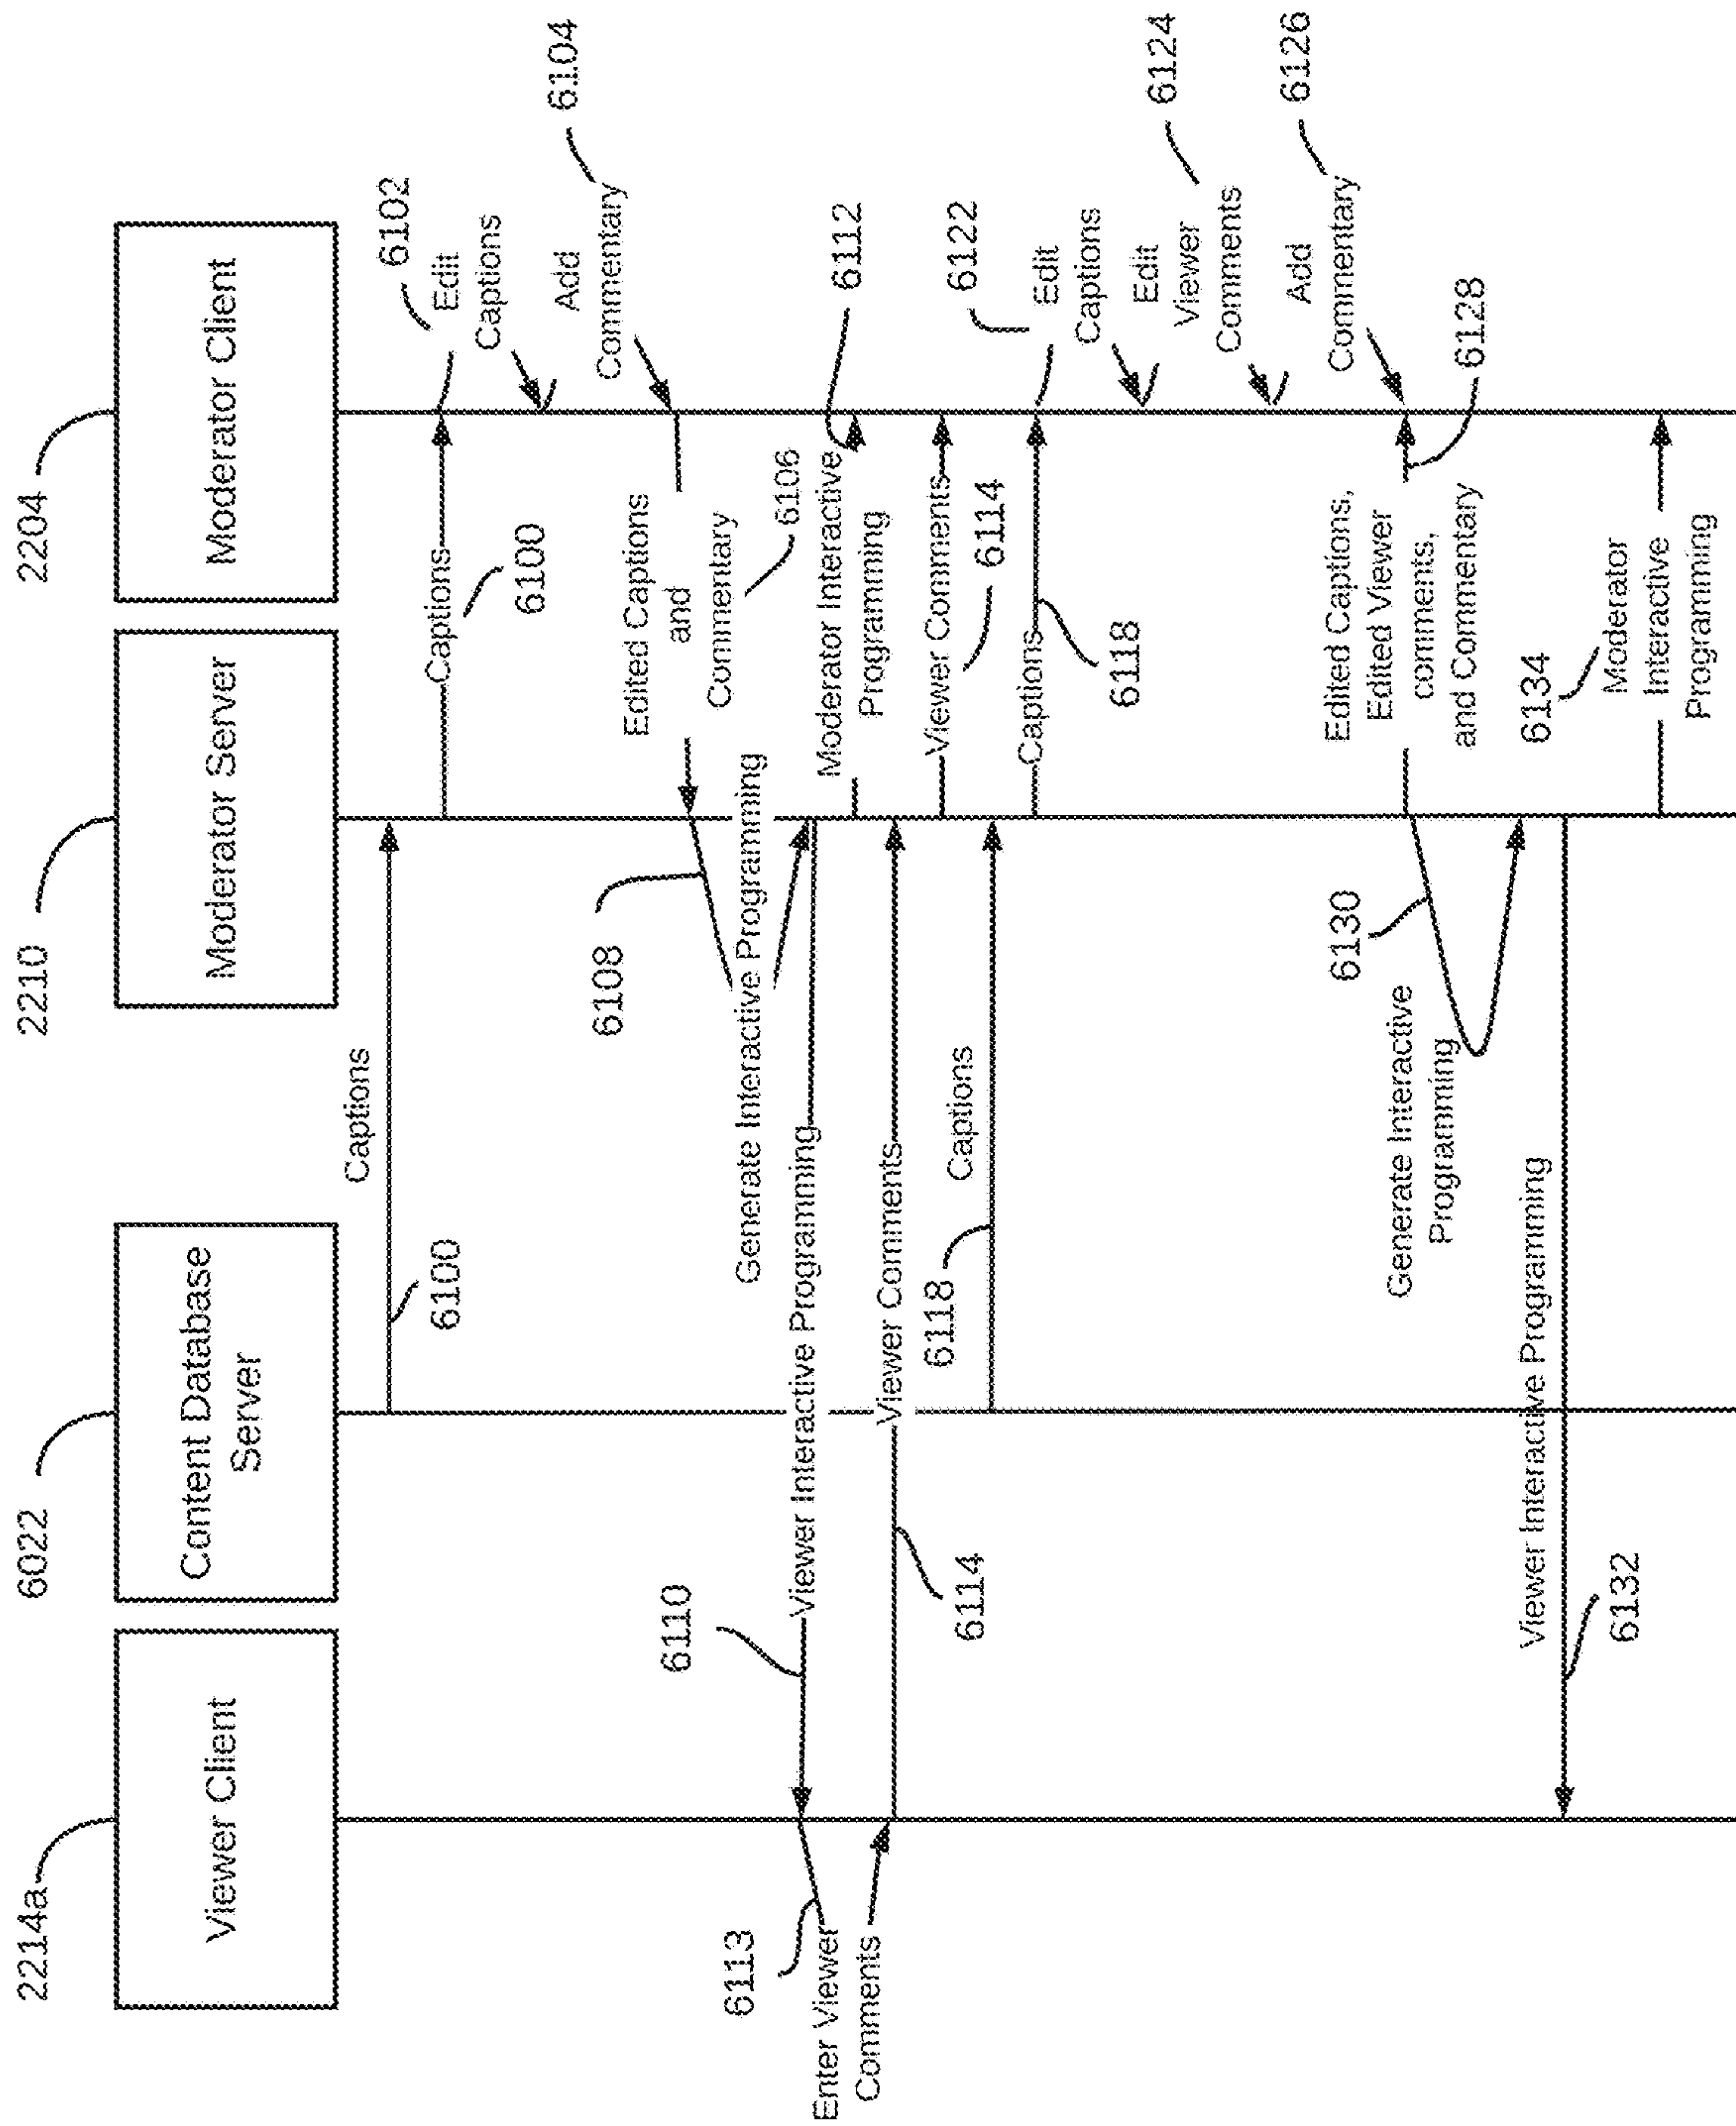 2214a
6022
2210
2204
Viewer Client
Content Database
Server
Moderator Server
Moderator Client
Captions
6100
6102
Edit
Captions
Captions
6100
Add
Commentary
6104
6108
Edited Captions
and
Commentary
6106
6110
6113
Enter Viewer
Comments
Generate Interactive Programming
Viewer Interactive Programming
Moderator Interactive
Programming
6112
Viewer Comments
6114
Viewer Comments
6114
6118
Captions
6122
Captions
6118
Edit
Captions
Edit
Viewer
Comments
6124
Add
Commentary
6126
6130
Generate Interactive
Programming
Edited Captions,
Edited Viewer
comments,
and Commentary
6128
Viewer Interactive Programming
6132
6134
Moderator
Interactive
Programming